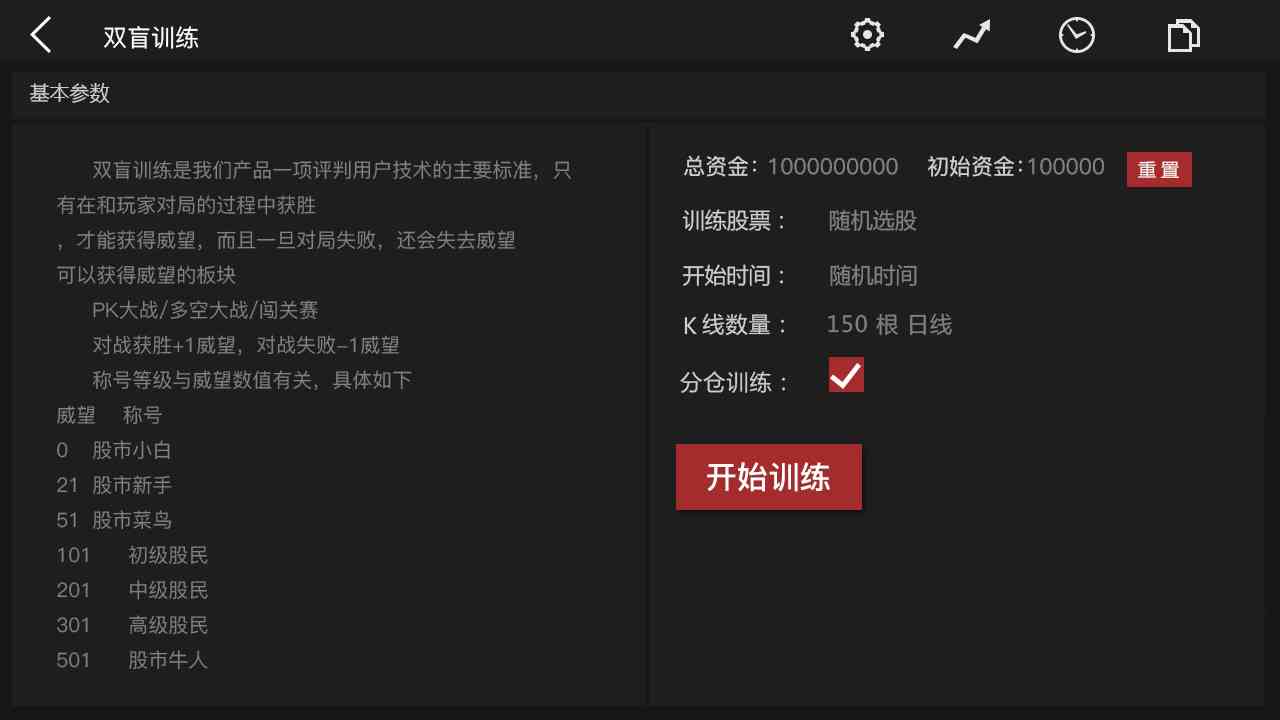 双盲训练
基本参数
双盲训练是我们产品一项评判用户技术的主要标准，只
有在和玩家对局的过程中获胜
，才能获得威望，而且一旦对局失败，还会失去威望
可以获得威望的板块
PK大战/多空大战/闯关赛
对战获胜+1威望，对战失败-1威望
称号等级与威望数值有关，具体如下
威望 称号
0 股市小白
21 股市新手
51 股市菜鸟
101 初级股民
201 中级股民
301 高级股民
501 股市牛人
总资金：1000000000 初始资金：100000 重置
训练股票： 随机选股
开始时间： 随机时间
K线数量： 150 根 日线
分仓训练：
开始训练